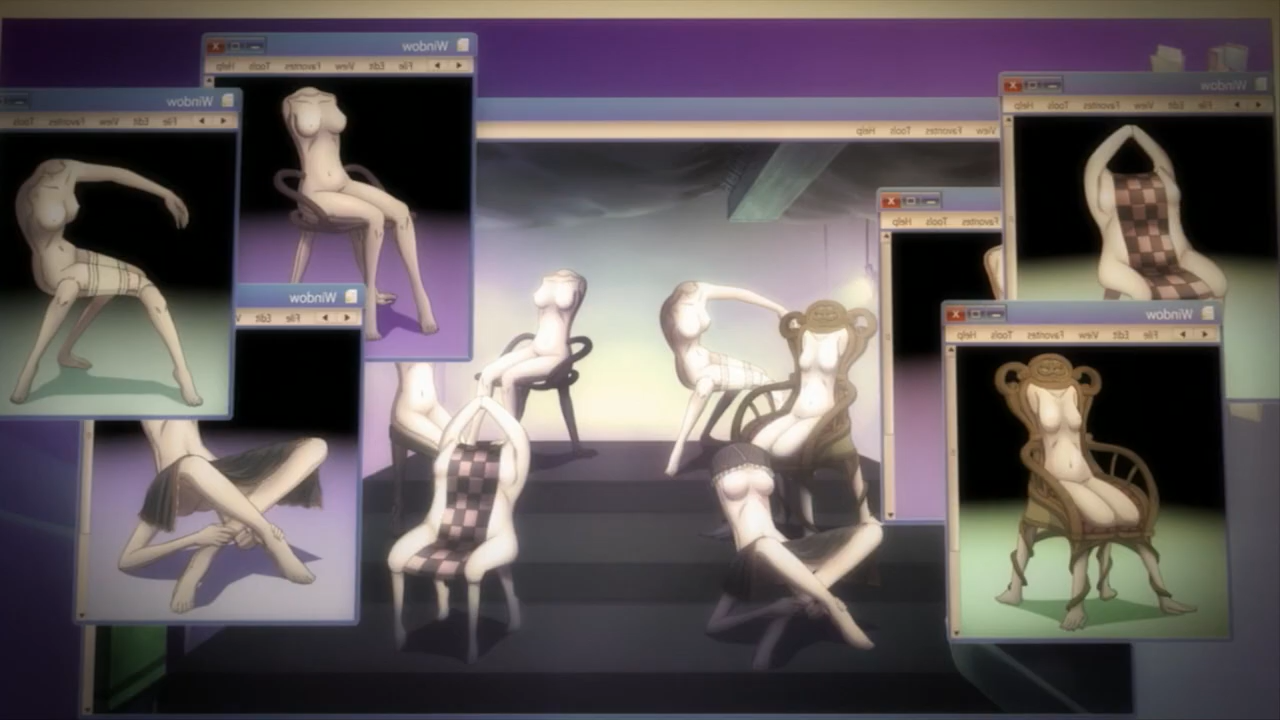 Window
File Edit View Favorites Tools Help
Window
File Edit View Favorites Tools Help
Window
File Edit View Favorites Tools
View Favorites Tools Help
Favorites Tools Help
Window
File Edit V
Window
File Edit View Favorites Tools Help